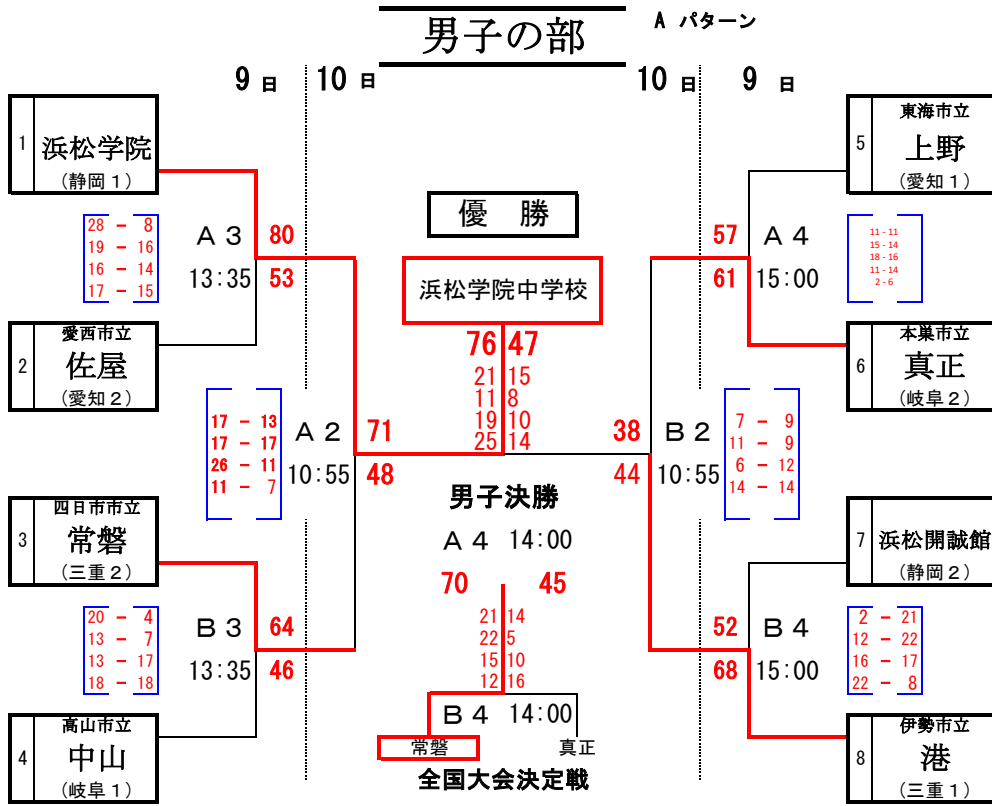 男子の部
A パターン
9 日
10 日
10 日
9 日
1
浜松学院
(静岡1)
28 - 8
19 - 16
16 - 14
17 - 15
A3
13:35
80
53
2
愛西市立
佐屋
(愛知2)
17 - 13
17 - 17
26 - 11
11 - 7
A2
10:55
71
48
3
四日市市立
常磐
(三重2)
20 - 4
13 - 7
13 - 17
18 - 18
B3
13:35
64
46
4
高山市立
中山
(岐阜1)
優 勝
浜松学院中学校
76 47
21 15
11 8
19 10
25 14
男子決勝
A4 14:00
70 45
21 14
22 5
15 10
12 16
B4 14:00
常磐
真正
全国大会決定戦
5
東海市立
上野
(愛知1)
57
61
A4
15:00
11 - 11
15 - 14
18 - 16
11 - 14
2 - 6
6
本巣市立
真正
(岐阜2)
38
44
B2
10:55
7 - 9
11 - 9
6 - 12
14 - 14
7
浜松開誠館
(静岡2)
52
68
B4
15:00
2 - 21
12 - 22
16 - 17
22 - 8
8
伊勢市立
港
(三重1)